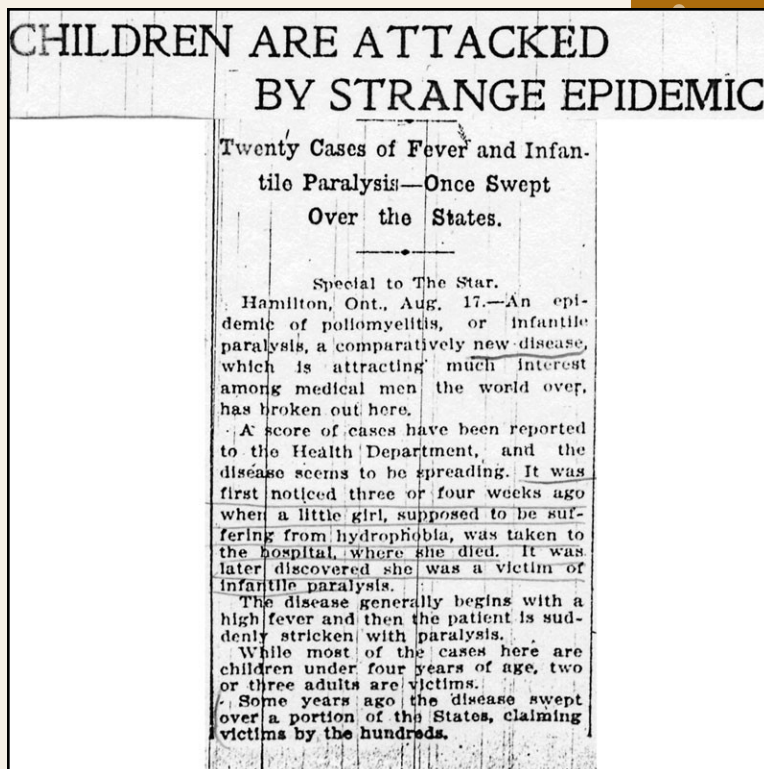 CHILDREN ARE ATTACKED
BY STRANGE EPIDEMIC
Twenty Cases of Fever and Infan-
tile Paralysis—Once Swept
Over the States.
Special to The Star.
Hamilton, Ont., Aug. 17.—An epi-
demic of poliomyelitis, or infantile
paralysis, a comparatively new disease,
which is attracting much interest
among medical men the world over,
has broken out here.
A score of cases have been reported
to the Health Department, and the
disease seems to be spreading. It was
first noticed three or four weeks ago
when a little girl, supposed to be suf-
fering from hydrophobia, was taken to
the hospital, where she died. It was
later discovered she was a victim of
infantile paralysis.
The disease generally begins with a
high fever and then the patient is sud-
denly stricken with paralysis.
While most of the cases here are
children under four years of age, two
or three adults are victims.
Some years ago the disease swept
over a portion of the States, claiming
victims by the hundreds.